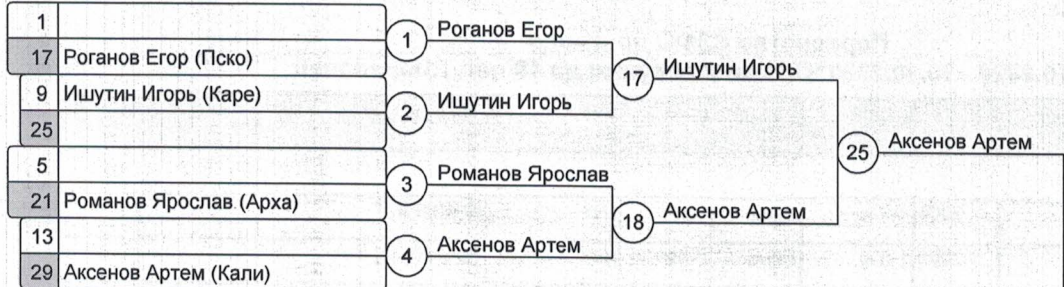 1
17 Роганов Егор (Пско)
9 Ишутин Игорь (Каре)
25
5
21 Романов Ярослав (Арха)
13
29 Аксенов Артем (Кали)
1 Роганов Егор
2 Ишутин Игорь
3 Романов Ярослав
4 Аксенов Артем
17 Ишутин Игорь
18 Аксенов Артем
25 Аксенов Артем